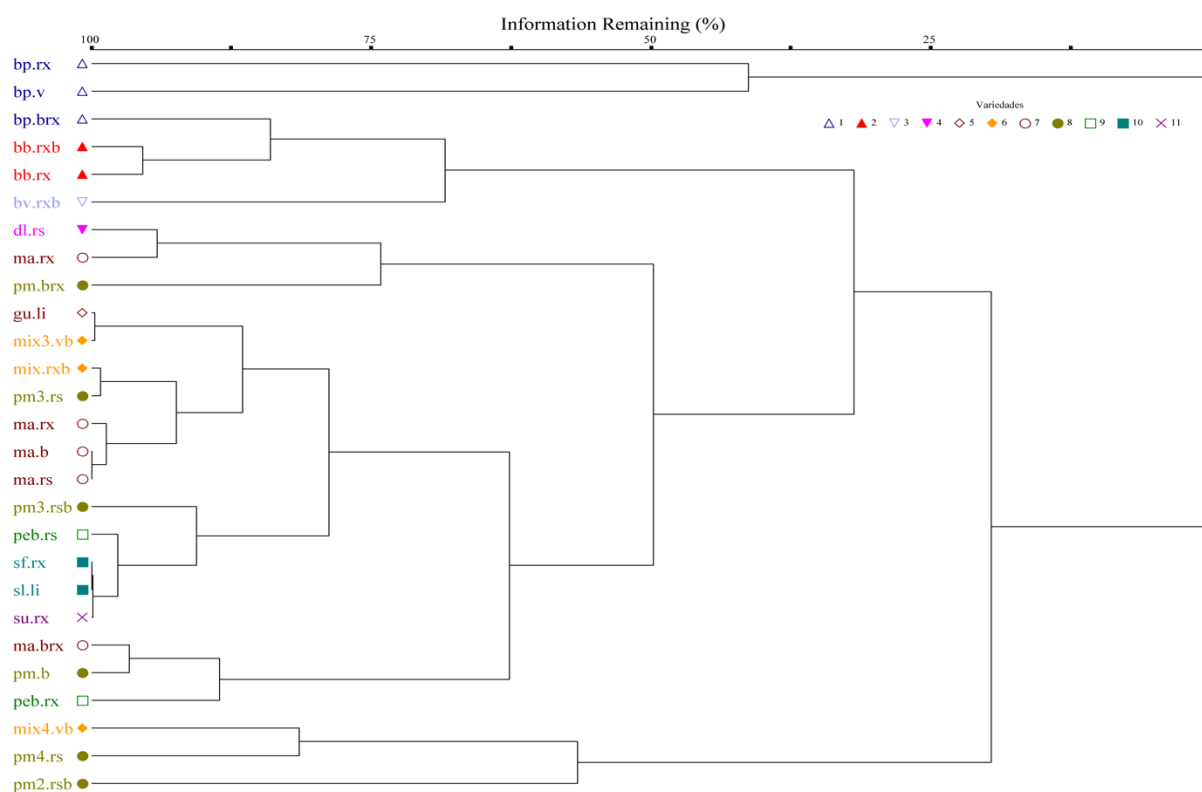 Information Remaining (%)
100 75 50 25
bp.rx
bp.v
bp.brx
Variedades
1 2 3 4 5 6 7 8 9 10 11
bb.rxb
bb.rx
bv.rxb
dl.rs
ma.rx
pm.brx
gu.li
mix3.vb
mix.rxb
pm3.rs
ma.rx
ma.b
ma.rs
pm3.rsb
peb.rs
sf.rx
sl.li
su.rx
ma.brx
pm.b
peb.rx
mix4.vb
pm4.rs
pm2.rsb